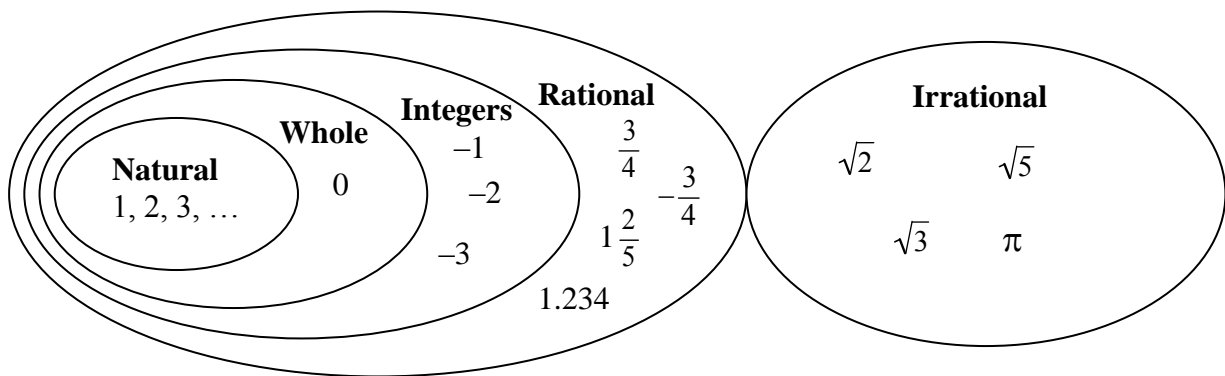 Natural
1, 2, 3, …
Whole
0
Integers
–1
–2
–3
Rational
3/4
-3/4
1 2/5
1.234
Irrational
√2
√5
√3
π